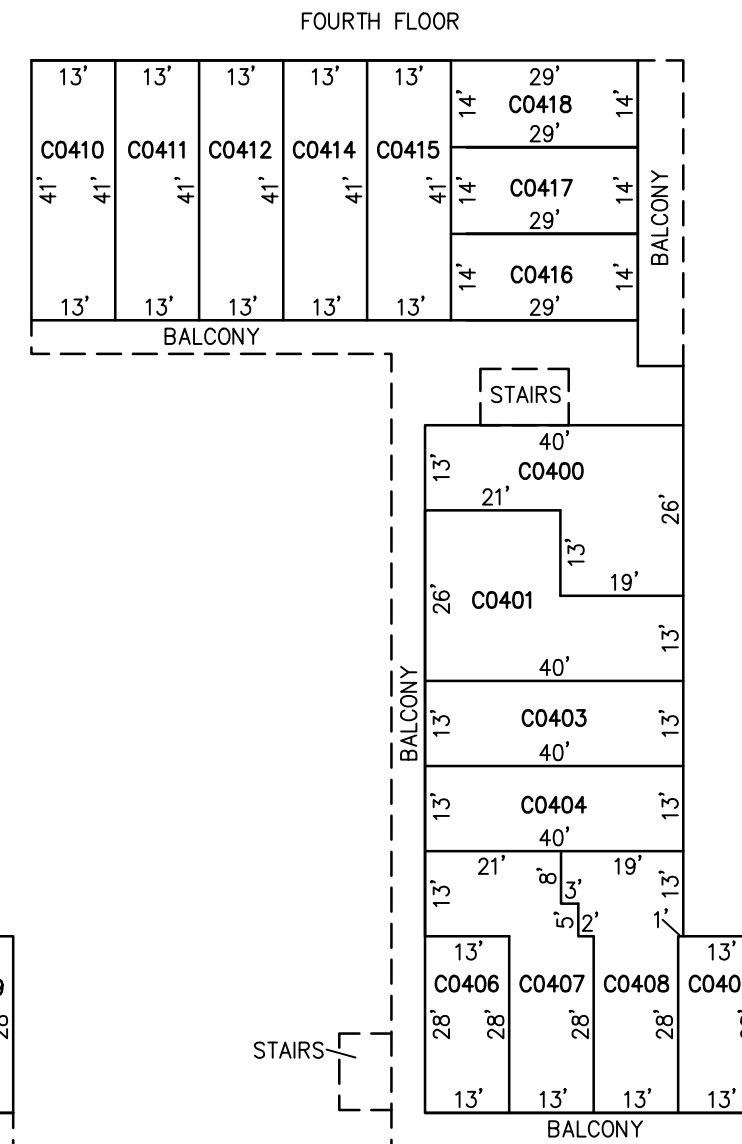 FOURTH FLOOR
13' 13' 13' 13' 13' 29'
14' C0418 14'
29'
C0410 C0411 C0412 C0414 C0415
41' 41' 41' 41' 41' 41'
14' C0417 14'
29'
BALCONY
14' C0416 14'
13' 13' 13' 13' 13' 29'
BALCONY
STAIRS
40'
13' C0400
21'
26'
13'
19'
26' C0401
13'
40'
BALCONY
13' C0403 13'
40'
13' C0404 13'
40'
21' 8' 19'
13' 3' 13'
5' 2' 1'
13' 13'
9 C0406 C0407 C0408 C040
28' 28' 28' 28' 28'
STAIRS
13' 13' 13' 13'
BALCONY